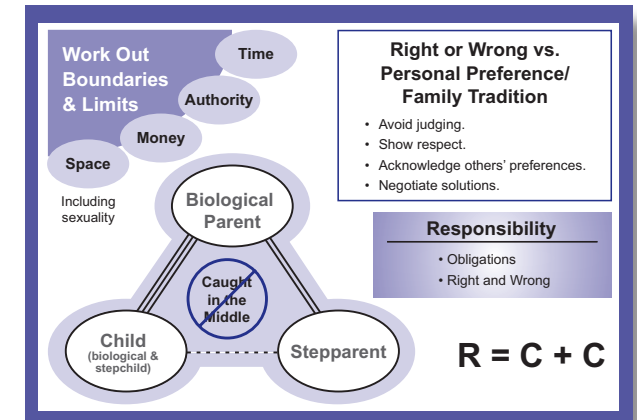 Work Out
Boundaries
& Limits
Time
Authority
Money
Space
Including
sexuality
Biological
Parent
Caught
in the
Middle
Child
(biological &
stepchild)
Stepparent
Right or Wrong vs.
Personal Preference/
Family Tradition
• Avoid judging.
• Show respect.
• Acknowledge others' preferences.
• Negotiate solutions.
Responsibility
• Obligations
• Right and Wrong
R = C + C